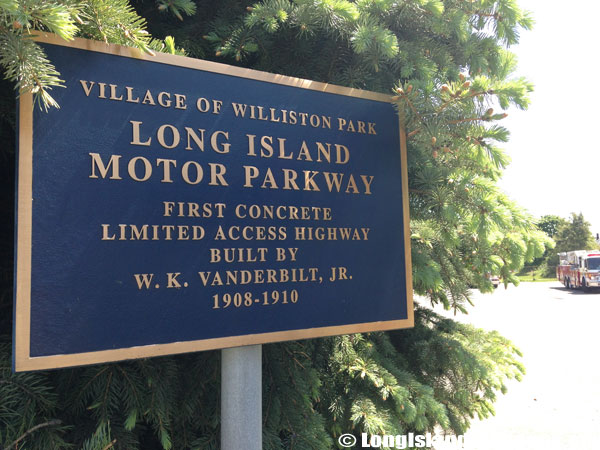 VILLAGE OF WILLISTON PARK
LONG ISLAND
MOTOR PARKWAY
FIRST CONCRETE
LIMITED ACCESS HIGHWAY
BUILT BY
W. K. VANDERBILT, JR.
1908-1910
©